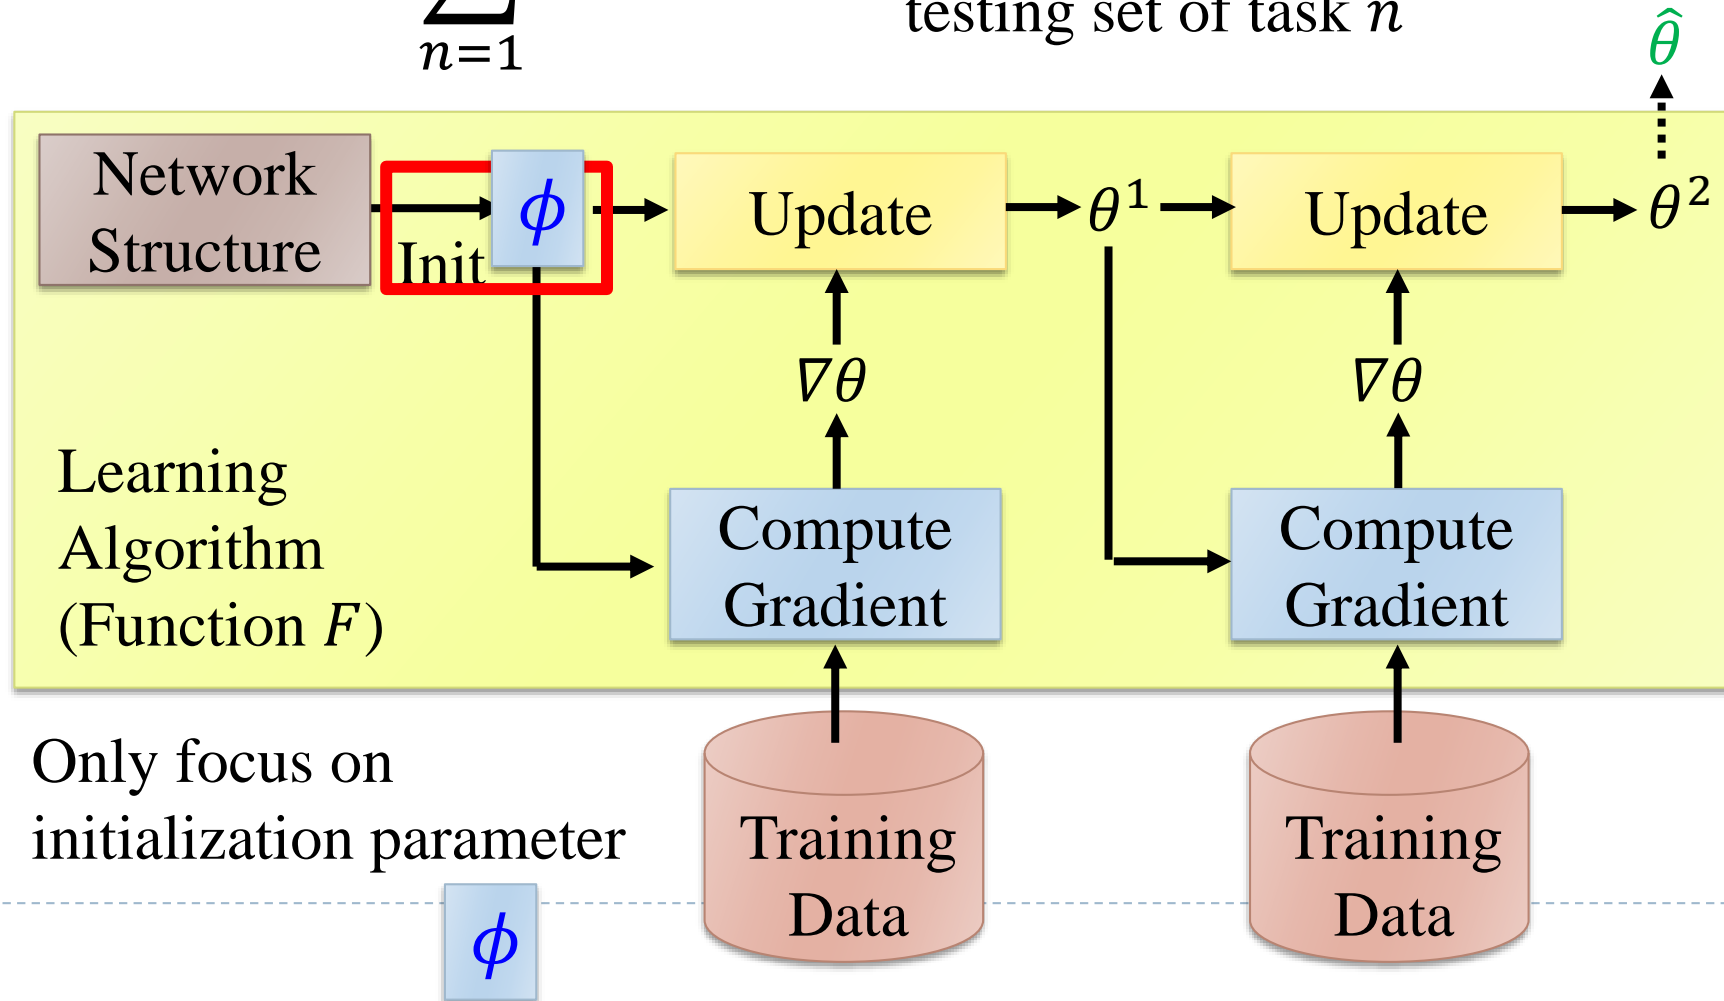 ∑
n=1
testing set of task n
θ̂
Network
Structure
Init
ϕ
Update
θ¹
Update
θ²
∇θ
∇θ
Learning
Algorithm
(Function F)
Compute
Gradient
Compute
Gradient
Only focus on
initialization parameter
ϕ
Training
Data
Training
Data